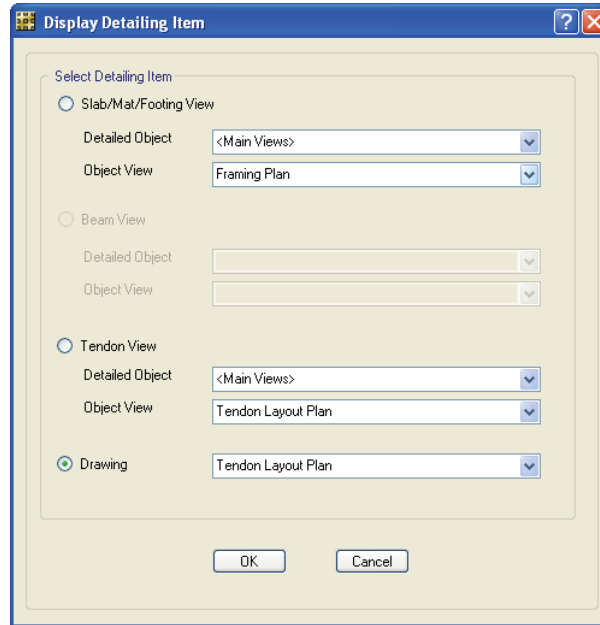 Display Detailing Item
Select Detailing Item
Slab/Mat/Footing View
Detailed Object <Main Views>
Object View Framing Plan
Beam View
Detailed Object
Object View
Tendon View
Detailed Object <Main Views>
Object View Tendon Layout Plan
Drawing Tendon Layout Plan
OK Cancel